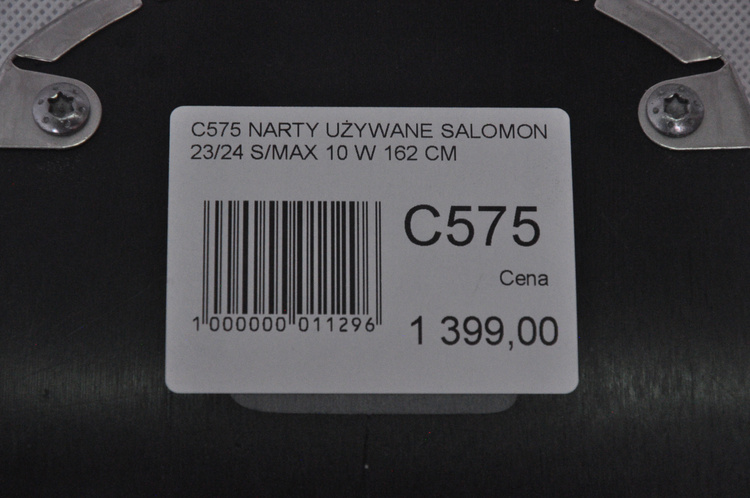 C575 NARTY UŻYWANE SALOMON
23/24 S/MAX 10 W 162 CM
C575
Cena
1 000000 011296
1 399,00